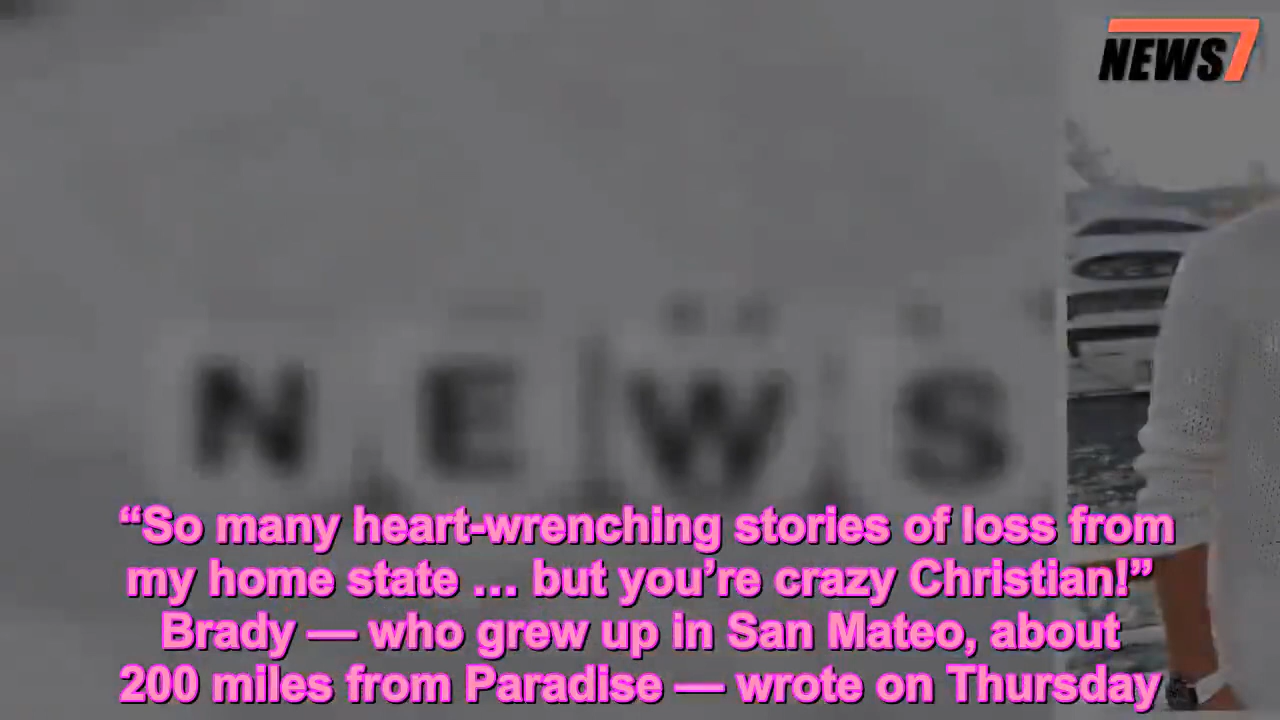 NEWS7
NEWS
“So many heart-wrenching stories of loss from
my home state … but you’re crazy Christian!”
Brady — who grew up in San Mateo, about
200 miles from Paradise — wrote on Thursday